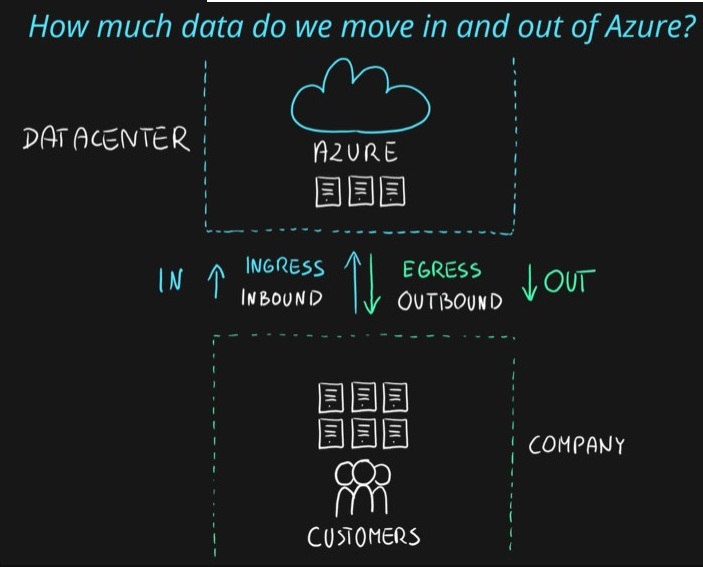 How much data do we move in and out of Azure?
DATACENTER
AZURE
IN
INGRESS
INBOUND
EGRESS
OUTBOUND
OUT
COMPANY
CUSTOMERS